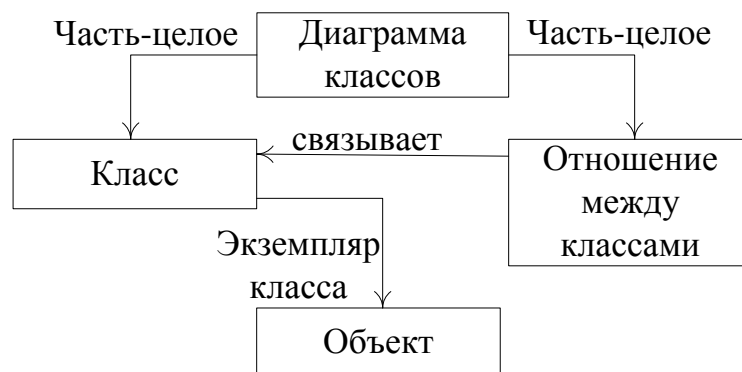 Часть-целое
Диаграмма
классов
Часть-целое
связывает
Класс
Отношение
между
классами
Экземпляр
класса
Объект